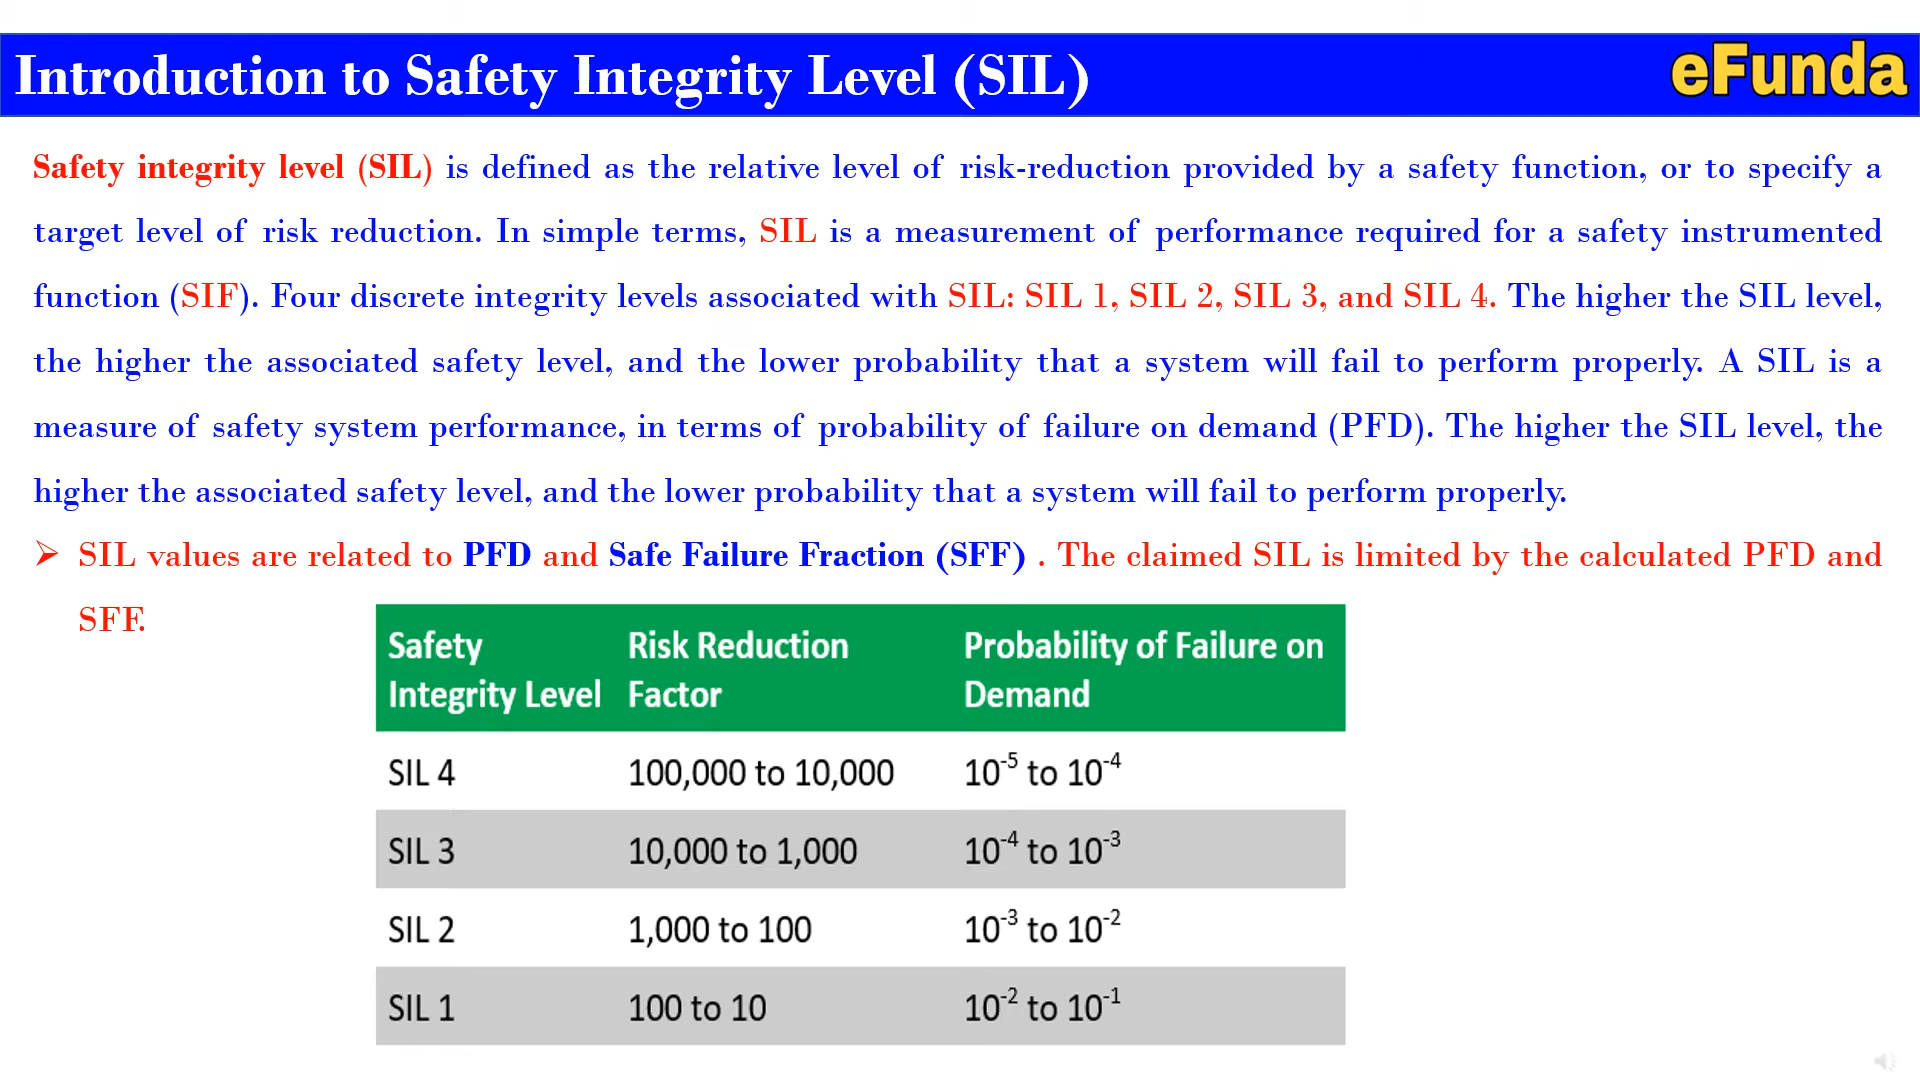 Introduction to Safety Integrity Level (SIL)
eFunda
Safety integrity level (SIL) is defined as the relative level of risk-reduction provided by a safety function, or to specify a
target level of risk reduction. In simple terms, SIL is a measurement of performance required for a safety instrumented
function (SIF). Four discrete integrity levels associated with SIL: SIL 1, SIL 2, SIL 3, and SIL 4. The higher the SIL level,
the higher the associated safety level, and the lower probability that a system will fail to perform properly. A SIL is a
measure of safety system performance, in terms of probability of failure on demand (PFD). The higher the SIL level, the
higher the associated safety level, and the lower probability that a system will fail to perform properly.
➢ SIL values are related to PFD and Safe Failure Fraction (SFF) . The claimed SIL is limited by the calculated PFD and
SFF.
Safety Risk Reduction Probability of Failure on
Integrity Level Factor Demand
SIL 4 100,000 to 10,000 10⁻⁵ to 10⁻⁴
SIL 3 10,000 to 1,000 10⁻⁴ to 10⁻³
SIL 2 1,000 to 100 10⁻³ to 10⁻²
SIL 1 100 to 10 10⁻² to 10⁻¹